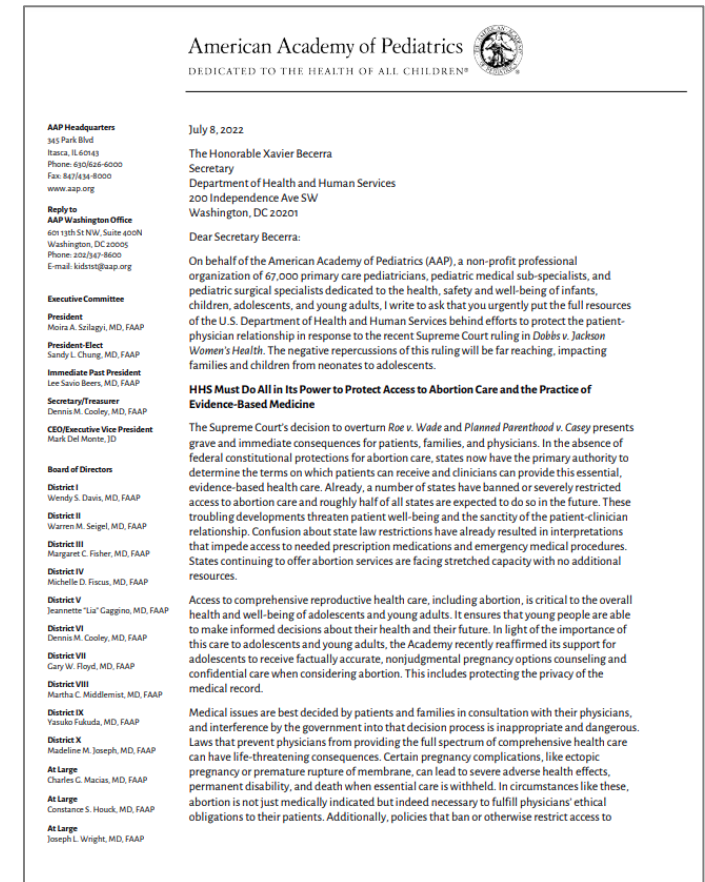 American Academy of Pediatrics
DEDICATED TO THE HEALTH OF ALL CHILDREN®
AAP Headquarters
345 Park Blvd
Itasca, IL 60143
Phone: 630/626-6000
Fax: 847/434-8000
www.aap.org
Reply to
AAP Washington Office
601 13th St NW, Suite 400N
Washington, DC 20005
Phone: 202/347-8600
E-mail: kids1st@aap.org
Executive Committee
President
Moira A. Szilagyi, MD, FAAP
President-Elect
Sandy L. Chung, MD, FAAP
Immediate Past President
Lee Savio Beers, MD, FAAP
Secretary/Treasurer
Dennis M. Cooley, MD, FAAP
CEO/Executive Vice President
Mark Del Monte, JD
Board of Directors
District I
Wendy S. Davis, MD, FAAP
District II
Warren M. Seigel, MD, FAAP
District III
Margaret C. Fisher, MD, FAAP
District IV
Michelle D. Fiscus, MD, FAAP
District V
Jeannette "Lia" Gaggino, MD, FAAP
District VI
Dennis M. Cooley, MD, FAAP
District VII
Gary W. Floyd, MD, FAAP
District VIII
Martha C. Middlemist, MD, FAAP
District IX
Yasuko Fukuda, MD, FAAP
District X
Madeline M. Joseph, MD, FAAP
At Large
Charles G. Macias, MD, FAAP
At Large
Constance S. Houck, MD, FAAP
At Large
Joseph L. Wright, MD, FAAP
July 8, 2022
The Honorable Xavier Becerra
Secretary
Department of Health and Human Services
200 Independence Ave SW
Washington, DC 20201
Dear Secretary Becerra:
On behalf of the American Academy of Pediatrics (AAP), a non-profit professional
organization of 67,000 primary care pediatricians, pediatric medical sub-specialists, and
pediatric surgical specialists dedicated to the health, safety and well-being of infants,
children, adolescents, and young adults, I write to ask that you urgently put the full resources
of the U.S. Department of Health and Human Services behind efforts to protect the patient-
physician relationship in response to the recent Supreme Court ruling in Dobbs v. Jackson
Women's Health. The negative repercussions of this ruling will be far reaching, impacting
families and children from neonates to adolescents.
HHS Must Do All in Its Power to Protect Access to Abortion Care and the Practice of
Evidence-Based Medicine
The Supreme Court's decision to overturn Roe v. Wade and Planned Parenthood v. Casey presents
grave and immediate consequences for patients, families, and physicians. In the absence of
federal constitutional protections for abortion care, states now have the primary authority to
determine the terms on which patients can receive and clinicians can provide this essential,
evidence-based health care. Already, a number of states have banned or severely restricted
access to abortion care and roughly half of all states are expected to do so in the future. These
troubling developments threaten patient well-being and the sanctity of the patient-clinician
relationship. Confusion about state law restrictions have already resulted in interpretations
that impede access to needed prescription medications and emergency medical procedures.
States continuing to offer abortion services are facing stretched capacity with no additional
resources.
Access to comprehensive reproductive health care, including abortion, is critical to the overall
health and well-being of adolescents and young adults. It ensures that young people are able
to make informed decisions about their health and their future. In light of the importance of
this care to adolescents and young adults, the Academy recently reaffirmed its support for
adolescents to receive factually accurate, nonjudgmental pregnancy options counseling and
confidential care when considering abortion. This includes protecting the privacy of the
medical record.
Medical issues are best decided by patients and families in consultation with their physicians,
and interference by the government into that decision process is inappropriate and dangerous.
Laws that prevent physicians from providing the full spectrum of comprehensive health care
can have life-threatening consequences. Certain pregnancy complications, like ectopic
pregnancy or premature rupture of membrane, can lead to severe adverse health effects,
permanent disability, and death when essential care is withheld. In circumstances like these,
abortion is not just medically indicated but indeed necessary to fulfill physicians' ethical
obligations to their patients. Additionally, policies that ban or otherwise restrict access to